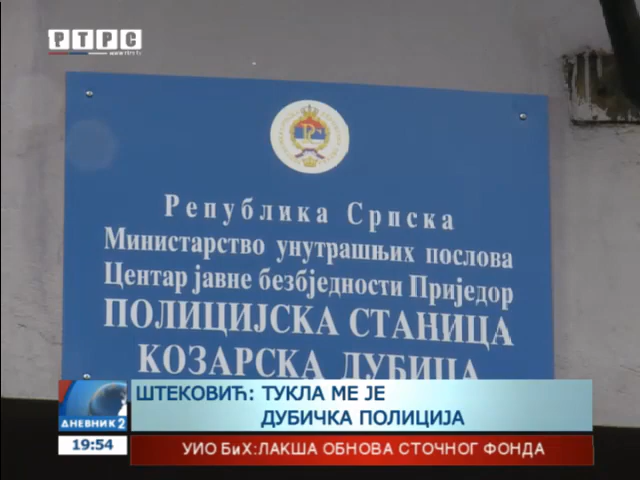 РТРС
Република Српска
Министарство унутрашњих послова
Центар јавне безбједности Приједор
ПОЛИЦИЈСКА СТАНИЦА
КОЗАРСКА ДУБИЦА
ШТЕКОВИЋ: ТУКЛА МЕ ЈЕ
ДУБИЧКА ПОЛИЦИЈА
ДНЕВНИК 2
19:54
УИО БиХ:ЛАКША ОБНОВА СТОЧНОГ ФОНДА